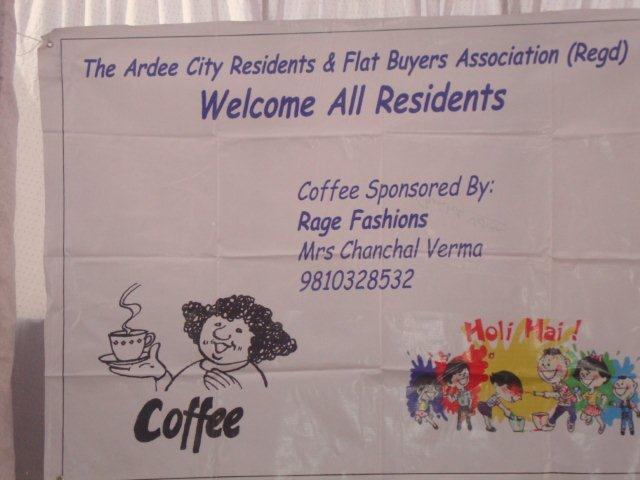 The Ardee City Residents & Flat Buyers Association (Regd)
Welcome All Residents
Coffee Sponsored By:
Rage Fashions
Mrs Chanchal Verma
9810328532
Holi Hai !
Coffee